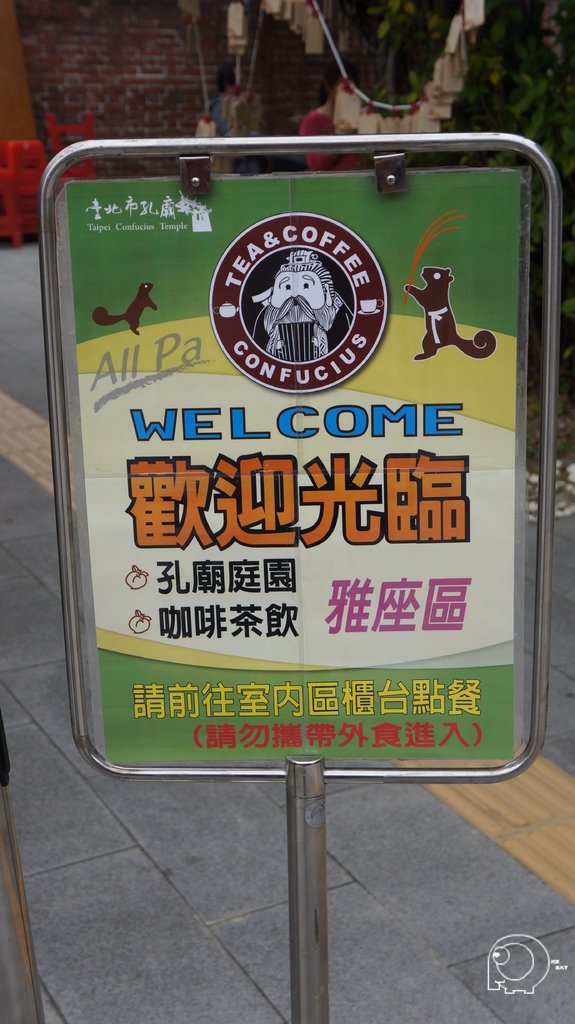 臺北市孔廟
Taipei Confucius Temple
TEA&COFFEE
CONFUCIUS
All Pa
WELCOME
歡迎光臨
孔廟庭園
咖啡茶飲
雅座區
請前往室內區櫃台點餐
(請勿攜帶外食進入)
ICE
BAT